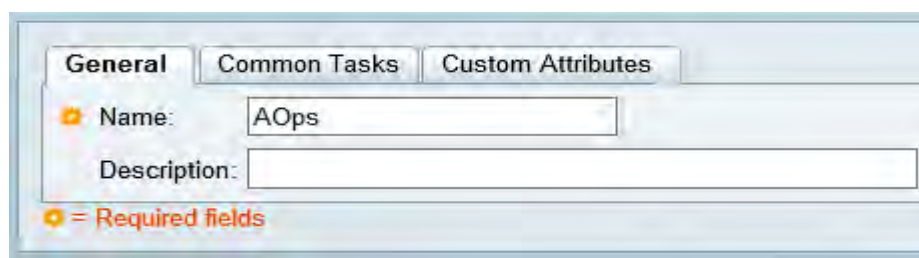 General Common Tasks Custom Attributes
Name: AOps
Description:
= Required fields